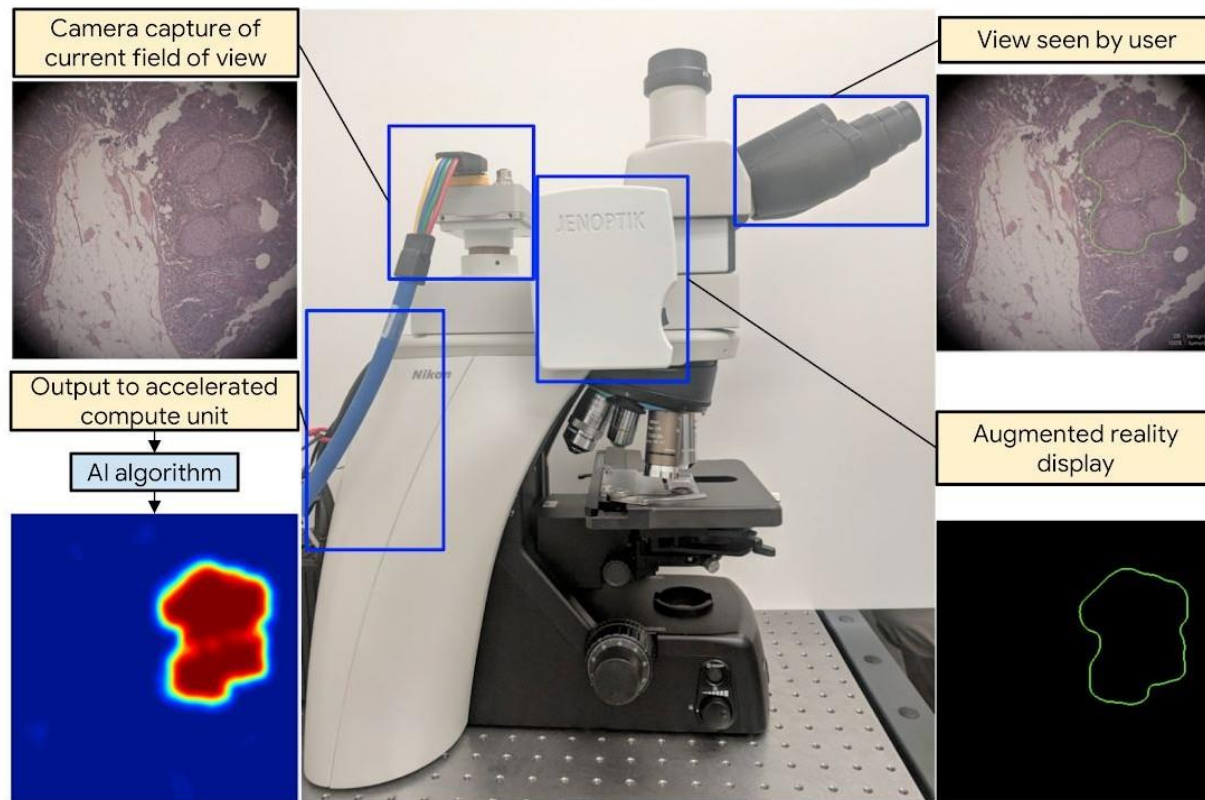 Camera capture of
current field of view
View seen by user
JENOPTIK
Nikon
Output to accelerated
compute unit
AI algorithm
Augmented reality
display